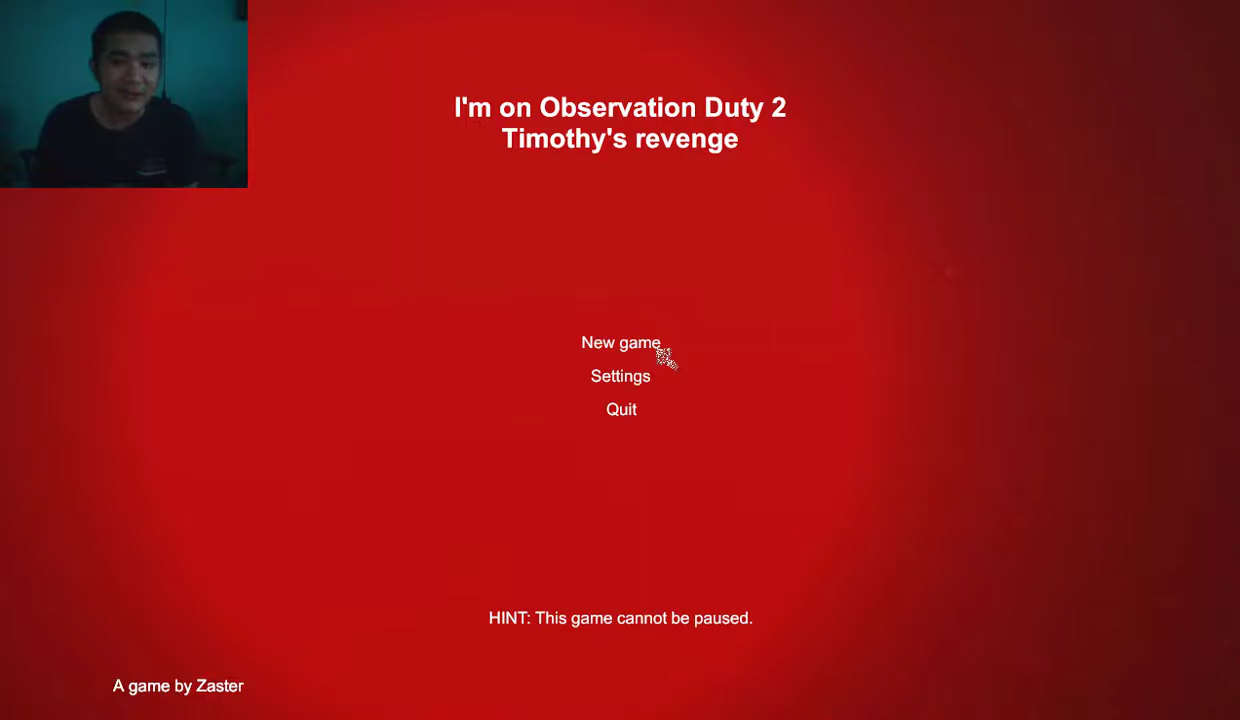 I'm on Observation Duty 2
Timothy's revenge
New game
Settings
Quit
HINT: This game cannot be paused.
A game by Zaster